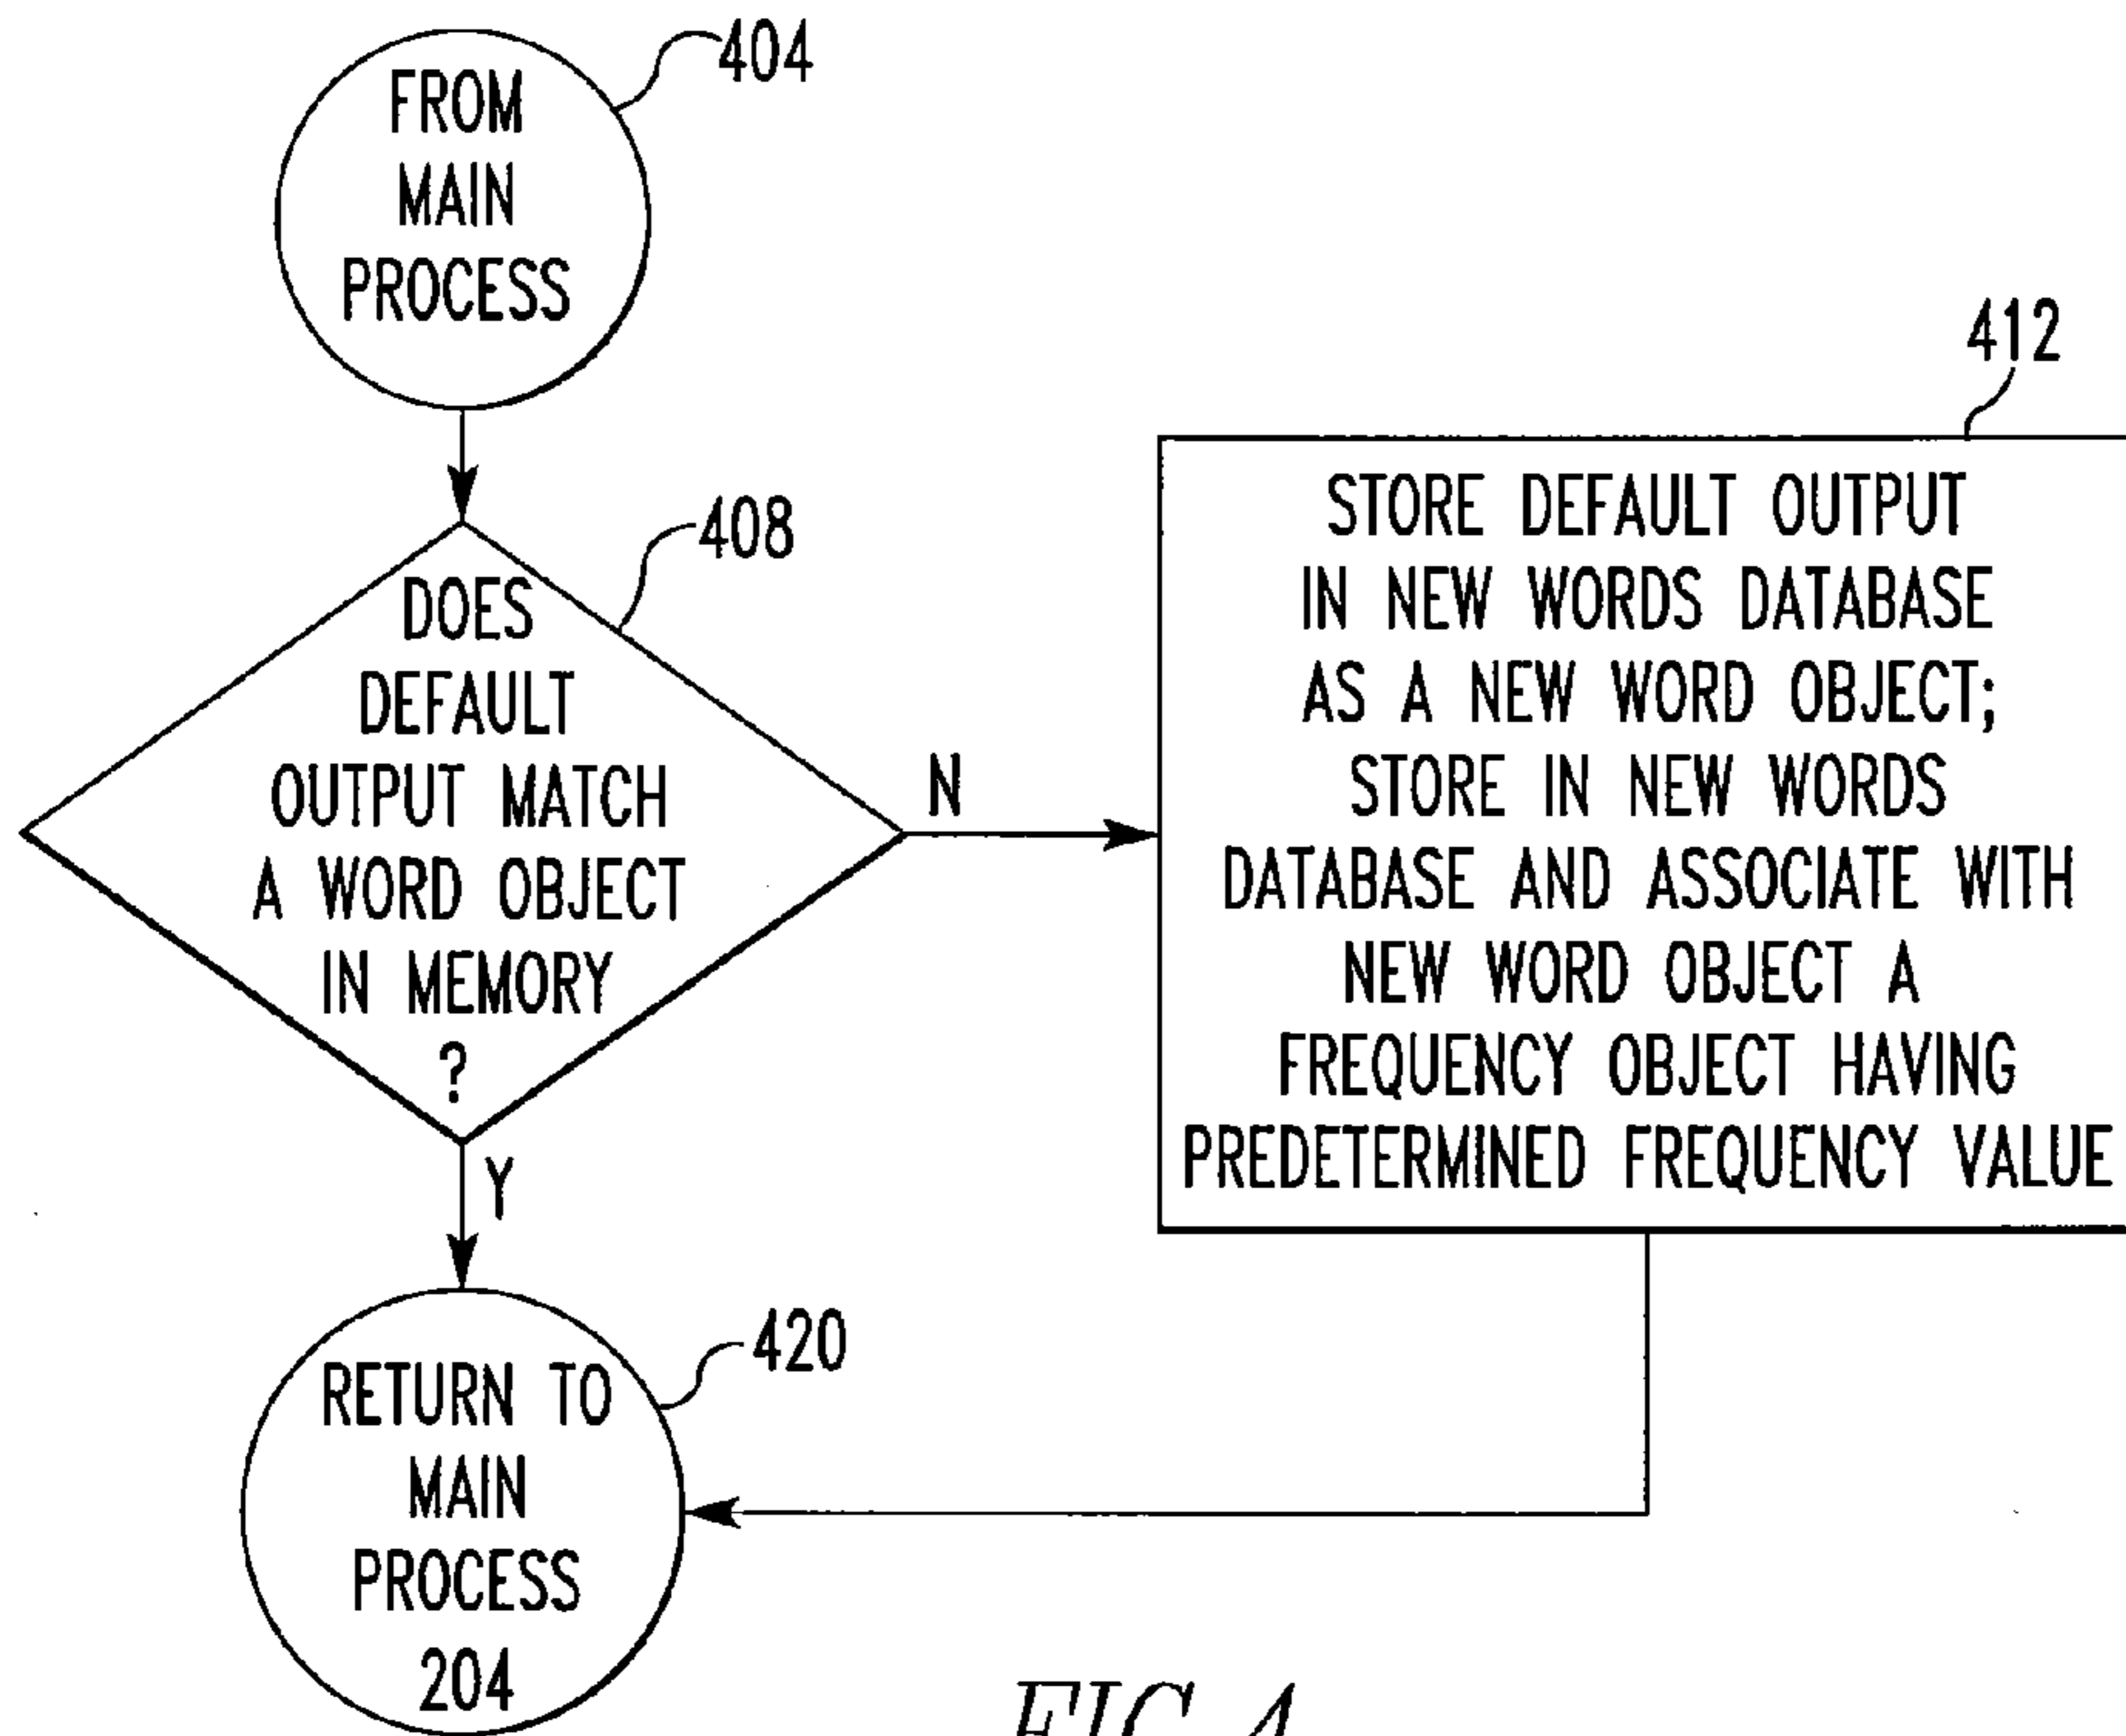 404
FROM
MAIN
PROCESS
408
DOES
DEFAULT
OUTPUT MATCH
A WORD OBJECT
IN MEMORY
?
N
Y
412
STORE DEFAULT OUTPUT
IN NEW WORDS DATABASE
AS A NEW WORD OBJECT;
STORE IN NEW WORDS
DATABASE AND ASSOCIATE WITH
NEW WORD OBJECT A
FREQUENCY OBJECT HAVING
PREDETERMINED FREQUENCY VALUE
420
RETURN TO
MAIN
PROCESS
204
FIG. 4